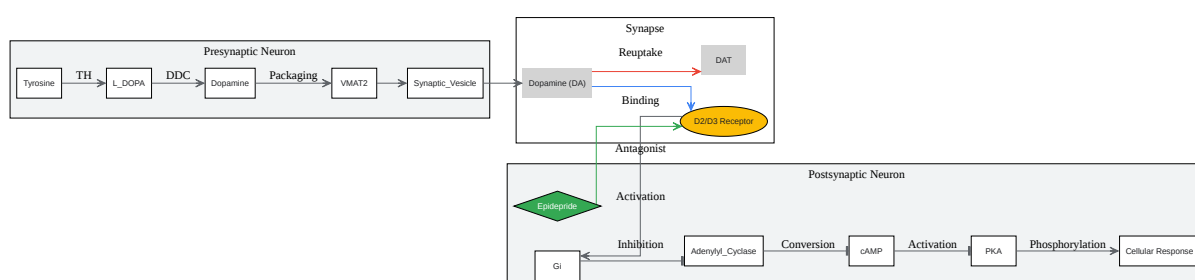 Presynaptic Neuron
Tyrosine
TH
L_DOPA
DDC
Dopamine
Packaging
VMAT2
Synaptic_Vesicle
Synapse
Reuptake
DAT
Dopamine (DA)
Binding
D2/D3 Receptor
Antagonist
Postsynaptic Neuron
Epidepride
Activation
Inhibition
Gi
Adenylyl_Cyclase
Conversion
cAMP
Activation
PKA
Phosphorylation
Cellular Response